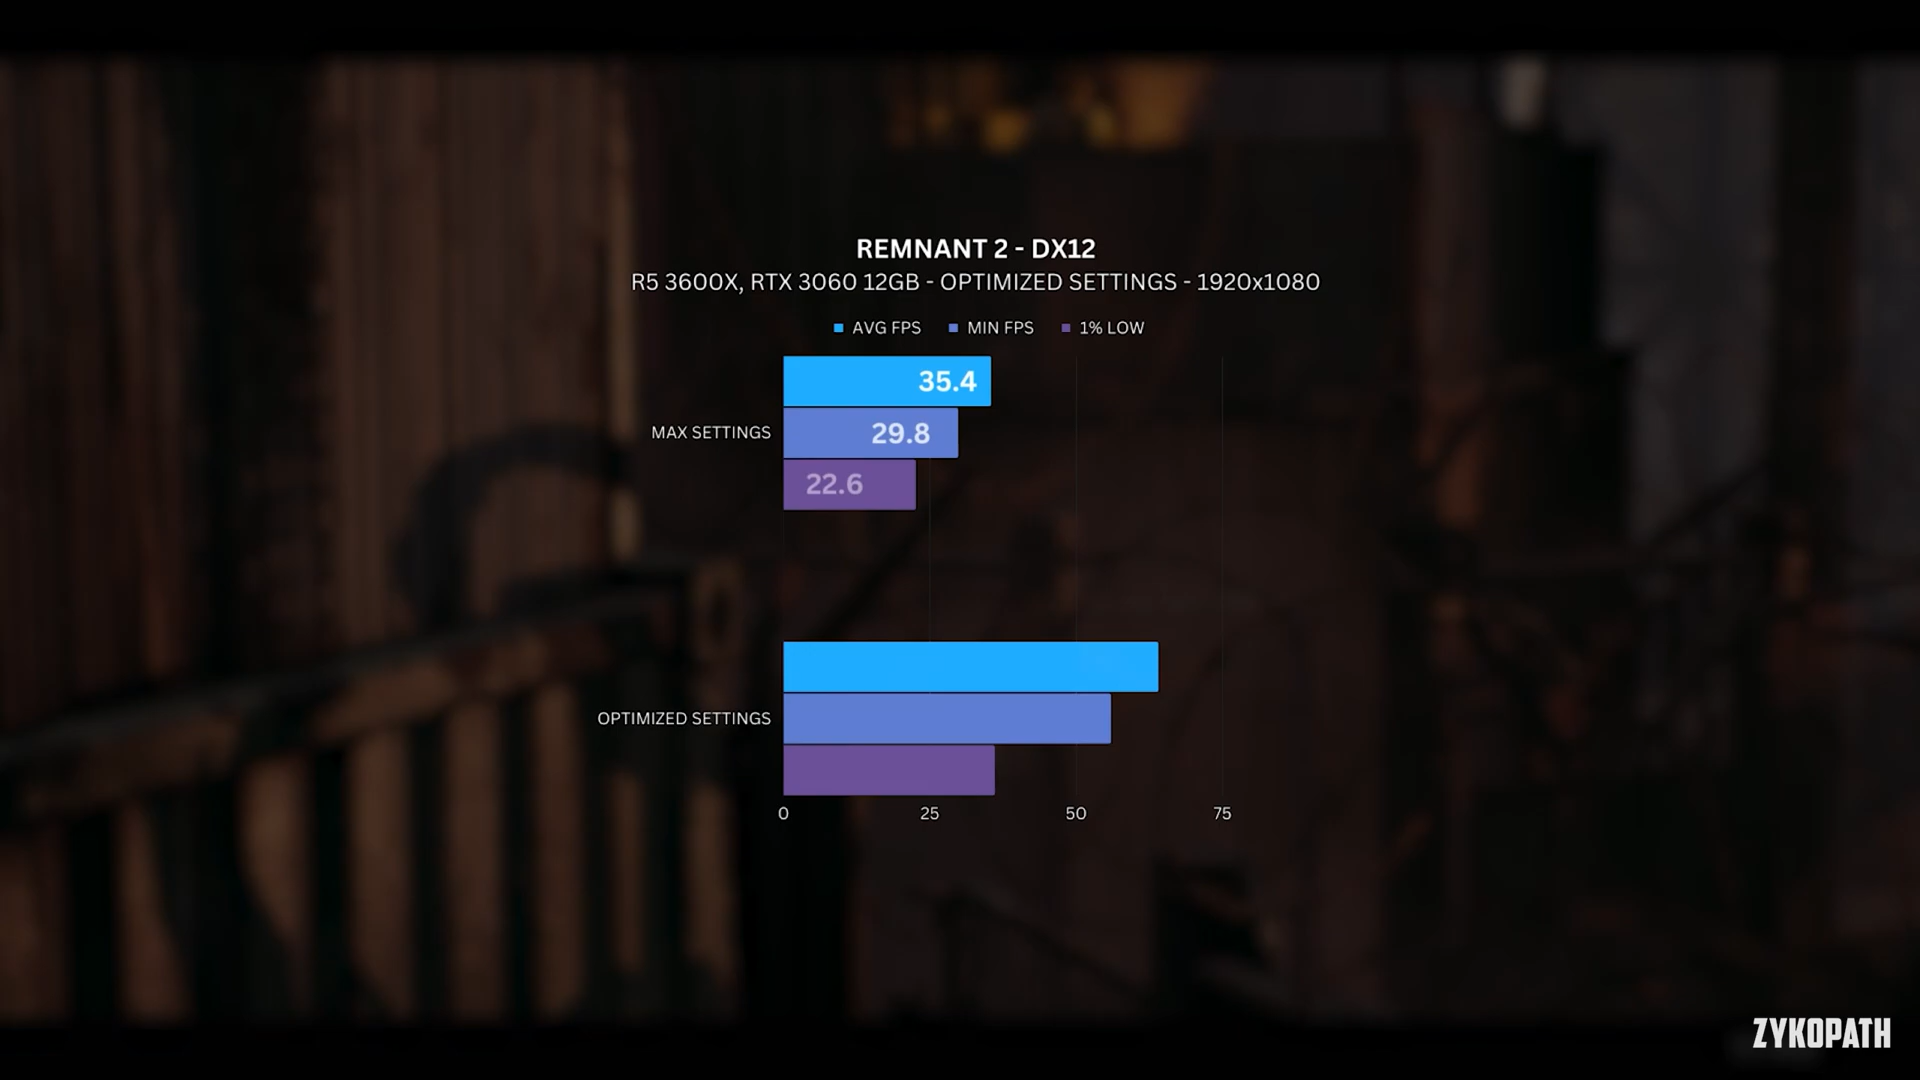 REMNANT 2 - DX12
R5 3600X, RTX 3060 12GB - OPTIMIZED SETTINGS - 1920x1080
AVG FPS MIN FPS 1% LOW
35.4
MAX SETTINGS 29.8
22.6
OPTIMIZED SETTINGS
0 25 50 75
ZYKOPATH